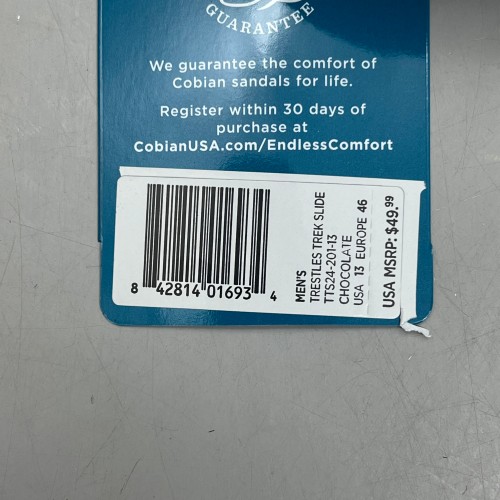 GUARANTEE
We guarantee the comfort of
Cobian sandals for life.
Register within 30 days of
purchase at
CobianUSA.com/EndlessComfort
8 42814 01693 4
MEN'S
TRESTLES TREK SLIDE
TTS24-201-13
CHOCOLATE
USA 13 EUROPE 46
USA MSRP: $49.99